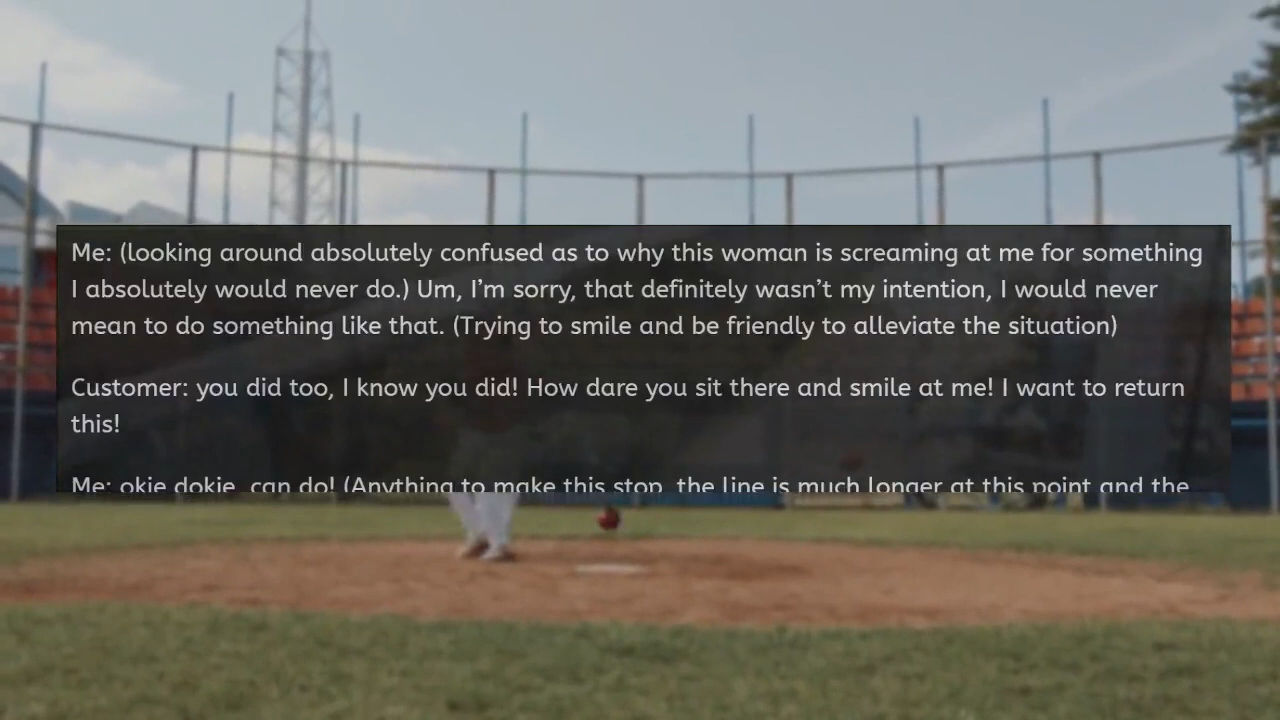 Me: (looking around absolutely confused as to why this woman is screaming at me for something
I absolutely would never do.) Um, I’m sorry, that definitely wasn’t my intention, I would never
mean to do something like that. (Trying to smile and be friendly to alleviate the situation)
Customer: you did too, I know you did! How dare you sit there and smile at me! I want to return
this!
Me: okie dokie, can do! (Anything to make this stop, the line is much longer at this point and the